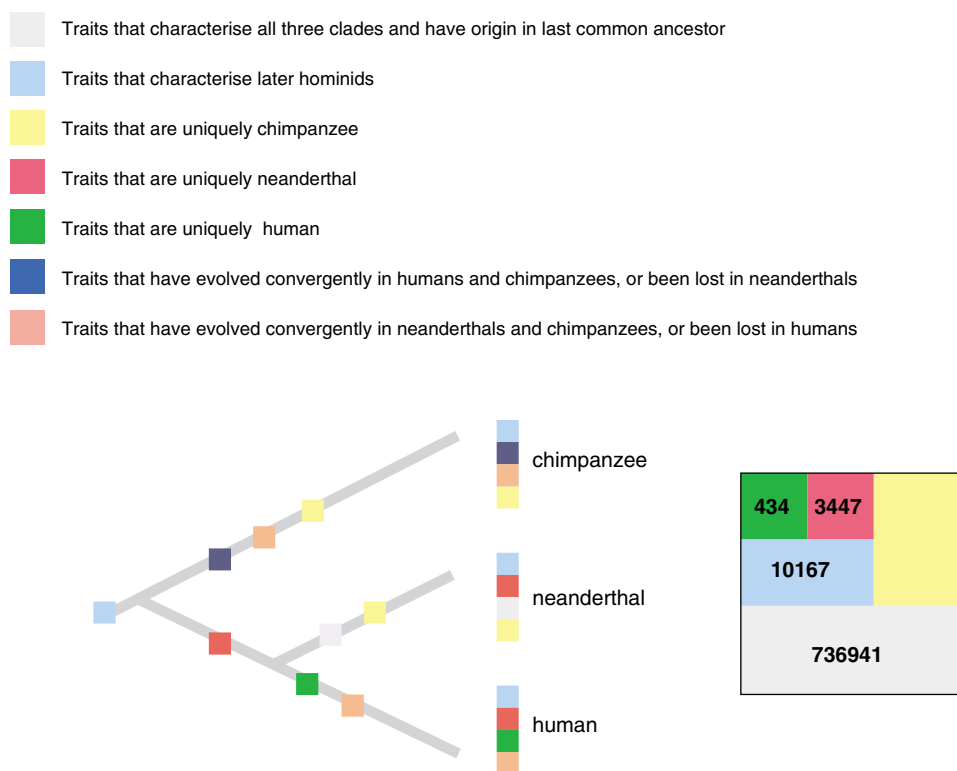 Traits that characterise all three clades and have origin in last common ancestor
Traits that characterise later hominids
Traits that are uniquely chimpanzee
Traits that are uniquely neanderthal
Traits that are uniquely  human
Traits that have evolved convergently in humans and chimpanzees, or been lost in neanderthals
Traits that have evolved convergently in neanderthals and chimpanzees, or been lost in humans
chimpanzee
neanderthal
human
434 3447
10167
736941